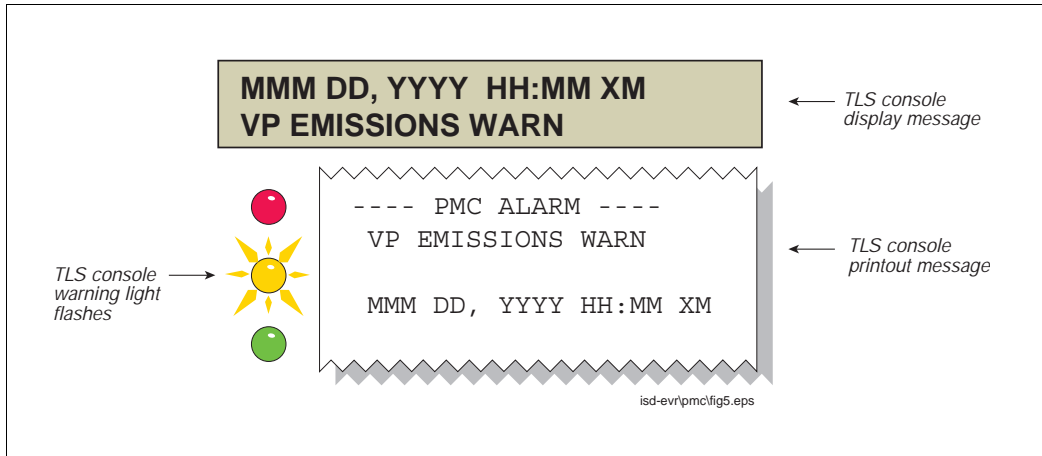 MMM DD, YYYY  HH:MM XM
VP EMISSIONS WARN
TLS console
display message
---- PMC ALARM ----
VP EMISSIONS WARN
MMM DD, YYYY HH:MM XM
TLS console
printout message
TLS console
warning light
flashes
isd-evr\pmc\fig5.eps